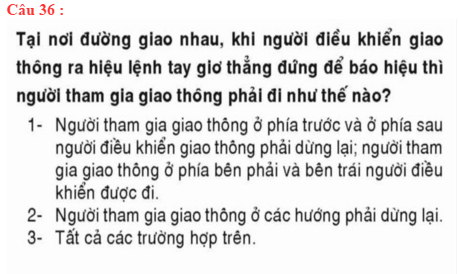 Câu 36 :
Tại nơi đường giao nhau, khi người điều khiển giao
thông ra hiệu lệnh tay giơ thẳng đứng để báo hiệu thì
người tham gia giao thông phải đi như thế nào?
1- Người tham gia giao thông ở phía trước và ở phía sau
người điều khiển giao thông phải dừng lại; người tham
gia giao thông ở phía bên phải và bên trái người điều
khiển được đi.
2- Người tham gia giao thông ở các hướng phải dừng lại.
3- Tất cả các trường hợp trên.